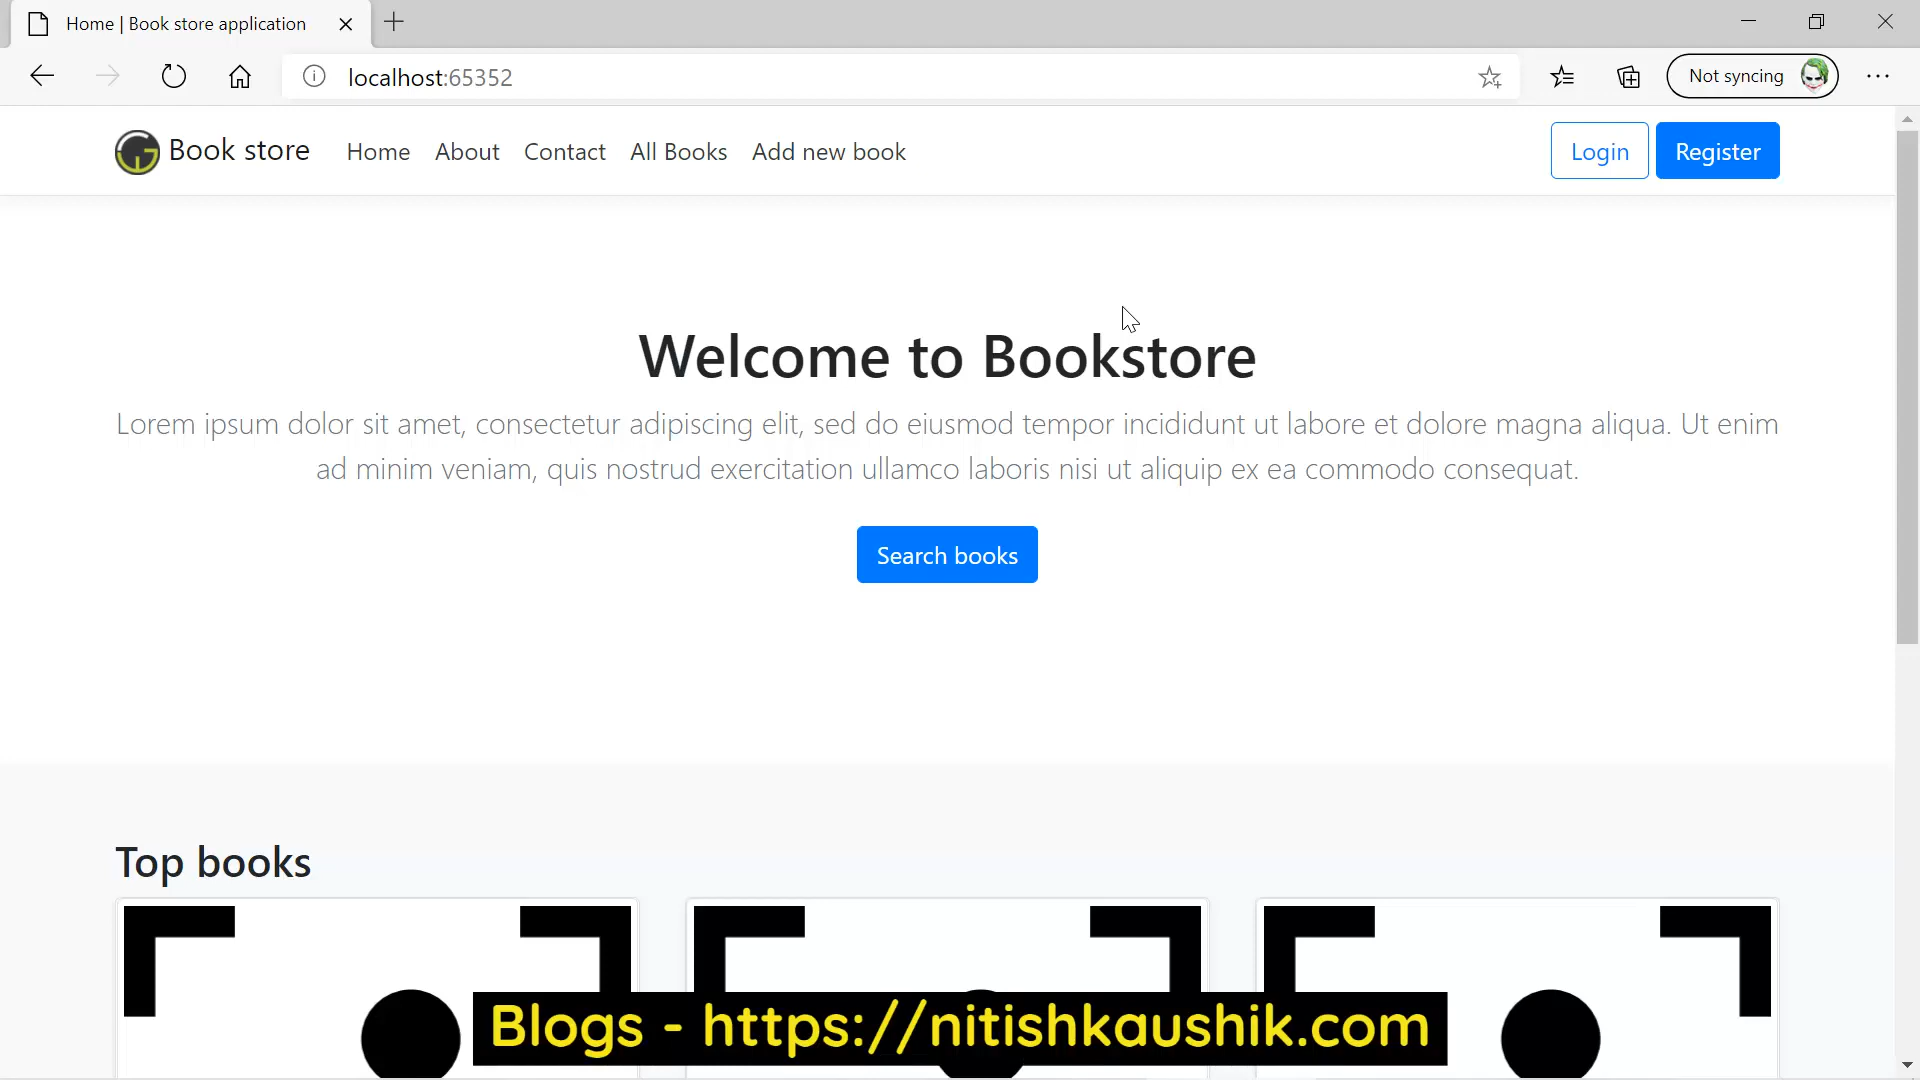 Home | Book store application
localhost:65352
Not syncing
Book store
Home
About
Contact
All Books
Add new book
Login
Register
Welcome to Bookstore
Lorem ipsum dolor sit amet, consectetur adipiscing elit, sed do eiusmod tempor incididunt ut labore et dolore magna aliqua. Ut enim
ad minim veniam, quis nostrud exercitation ullamco laboris nisi ut aliquip ex ea commodo consequat.
Search books
Top books
Blogs - https://nitishkaushik.com